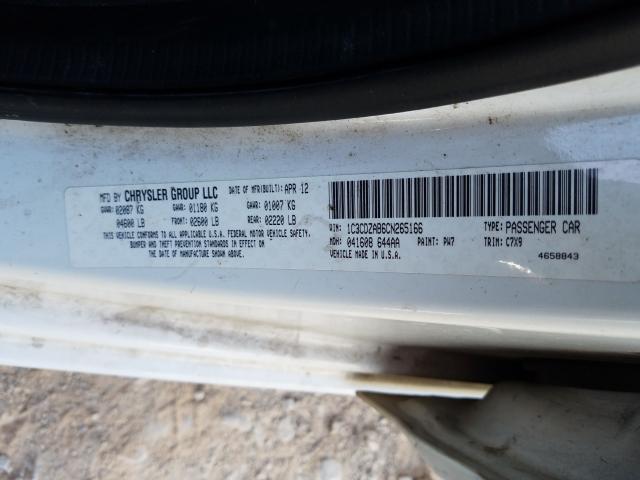 MFD BY CHRYSLER GROUP LLC DATE OF MFR(BUILT): APR 12
GVWR: 02087 KG GAWR: 01180 KG GAWR: 01007 KG
04600 LB FRONT: 02600 LB REAR: 02220 LB
THIS VEHICLE CONFORMS TO ALL APPLICABLE U.S.A. FEDERAL MOTOR VEHICLE SAFETY,
BUMPER AND THEFT PREVENTION STANDARDS IN EFFECT ON
THE DATE OF MANUFACTURE SHOWN ABOVE.
VIN: 1C3CDZAB6CN265166 TYPE: PASSENGER CAR
MDH: 041608 644AA PAINT: PW7 TRIM: C7X9
VEHICLE MADE IN U.S.A. 4658843